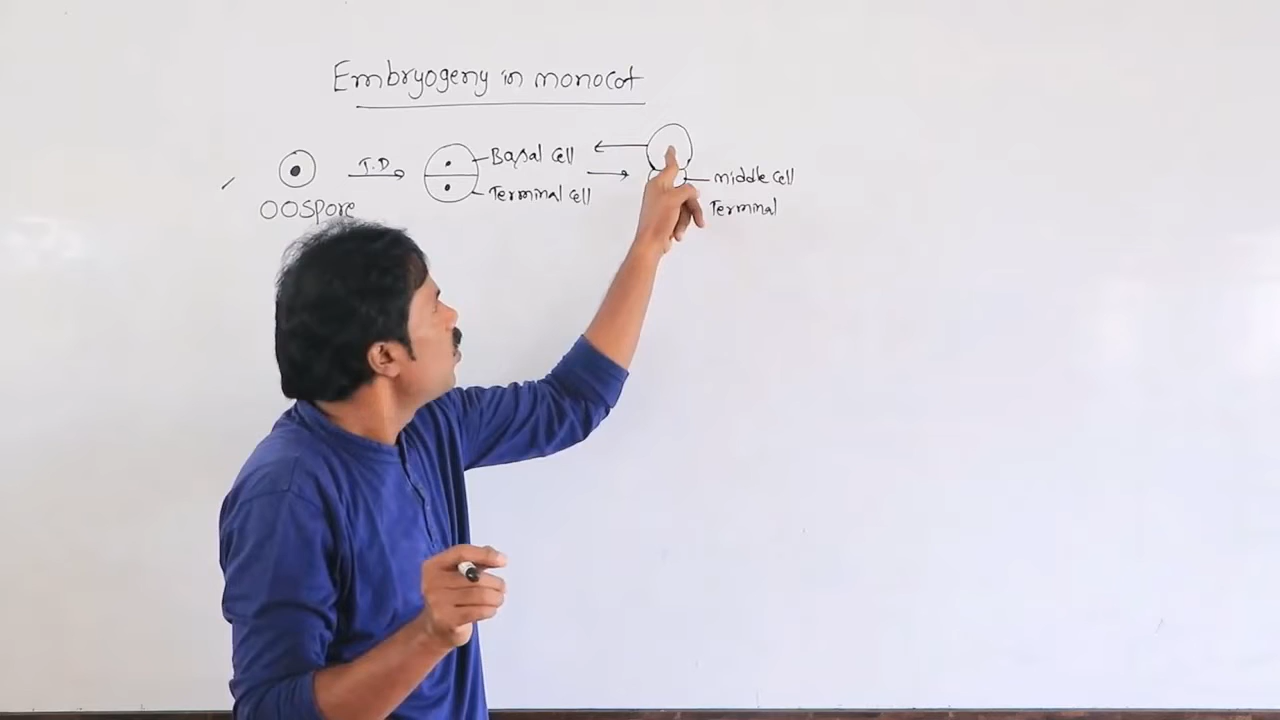 Embryogeny in monocot
T.D
Basal Cell
Terminal Cell
OOSpore
middle Cell
Terminal